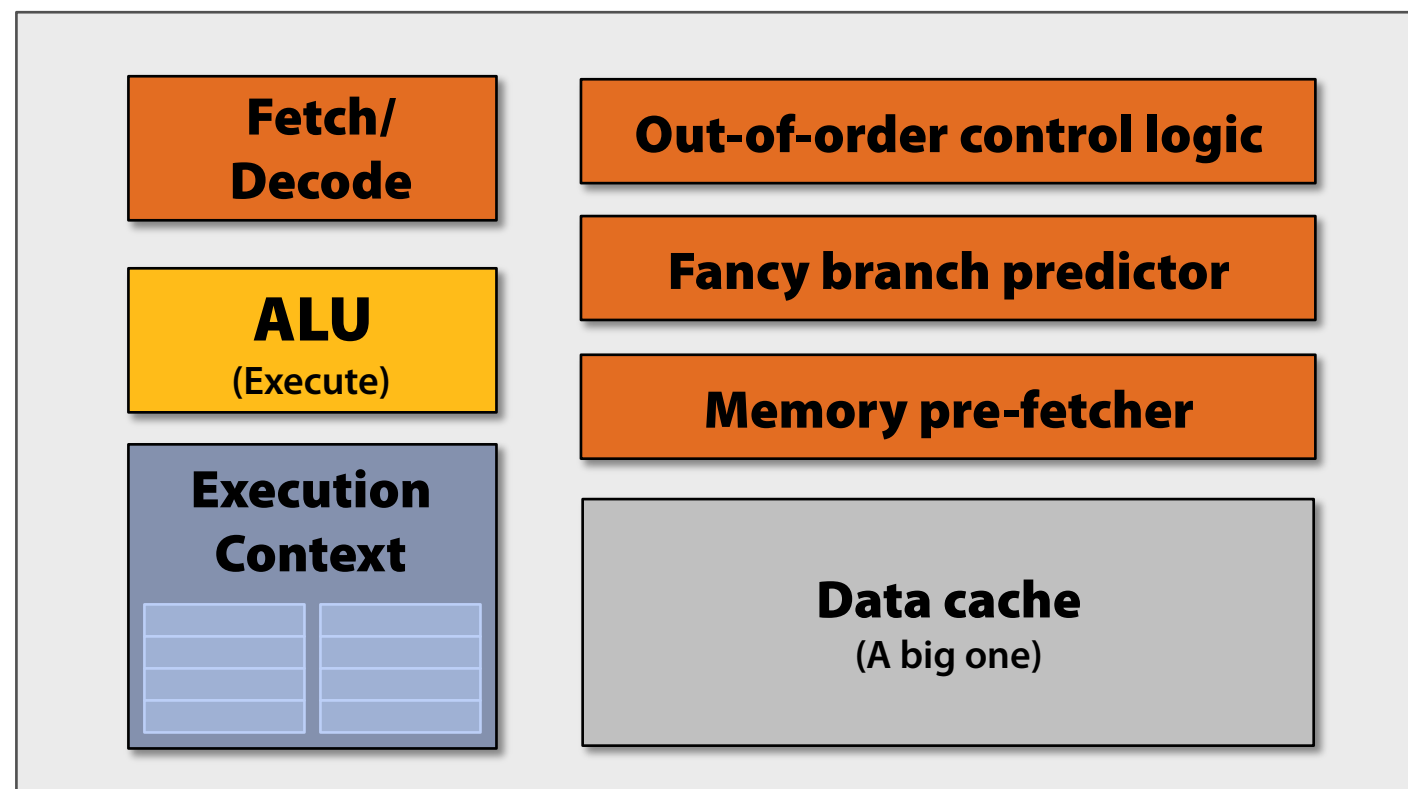 Fetch/
Decode
ALU
(Execute)
Execution
Context
Out-of-order control logic
Fancy branch predictor
Memory pre-fetcher
Data cache
(A big one)